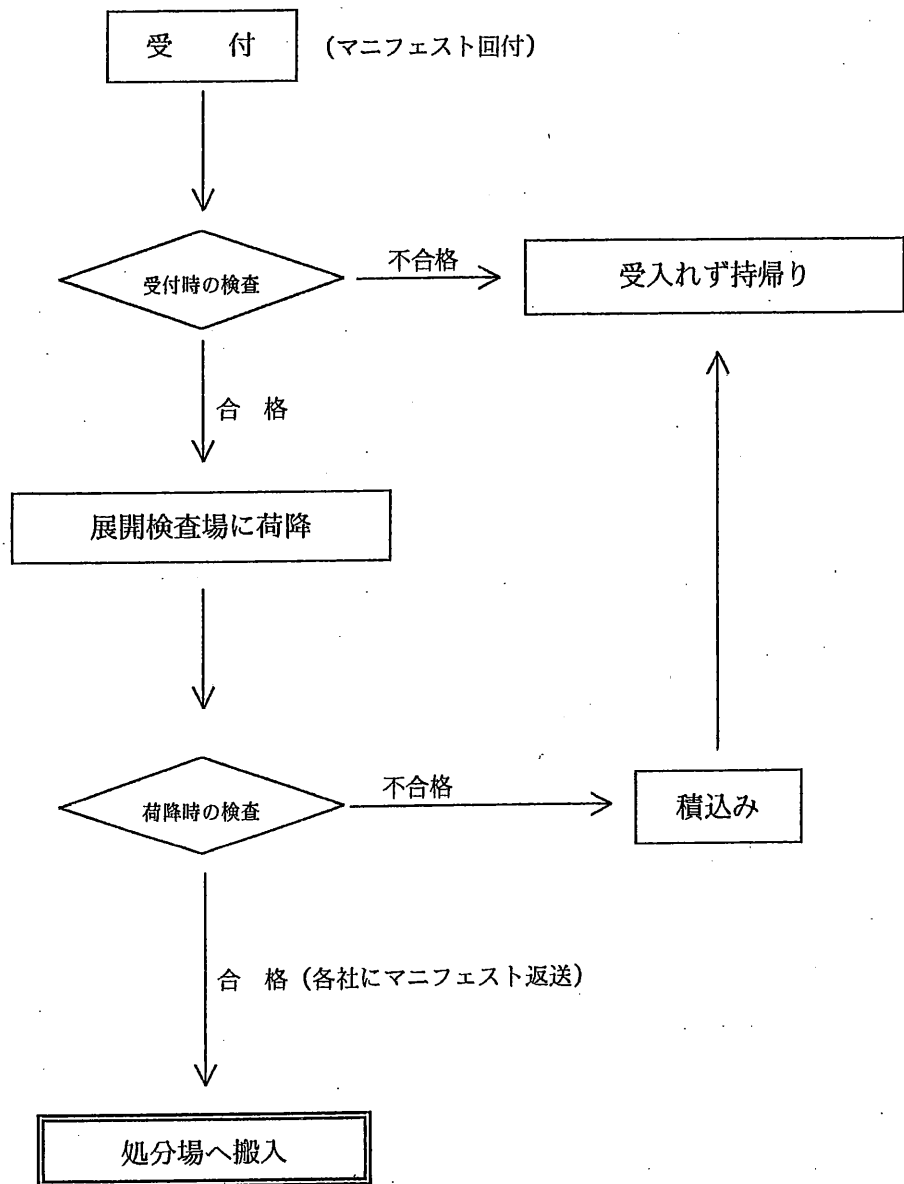 受　付　(マニフェスト回付)
受付時の検査
不合格
受入れず持帰り
合　格
展開検査場に荷降
荷降時の検査
不合格
積込み
合　格（各社にマニフェスト返送）
処分場へ搬入